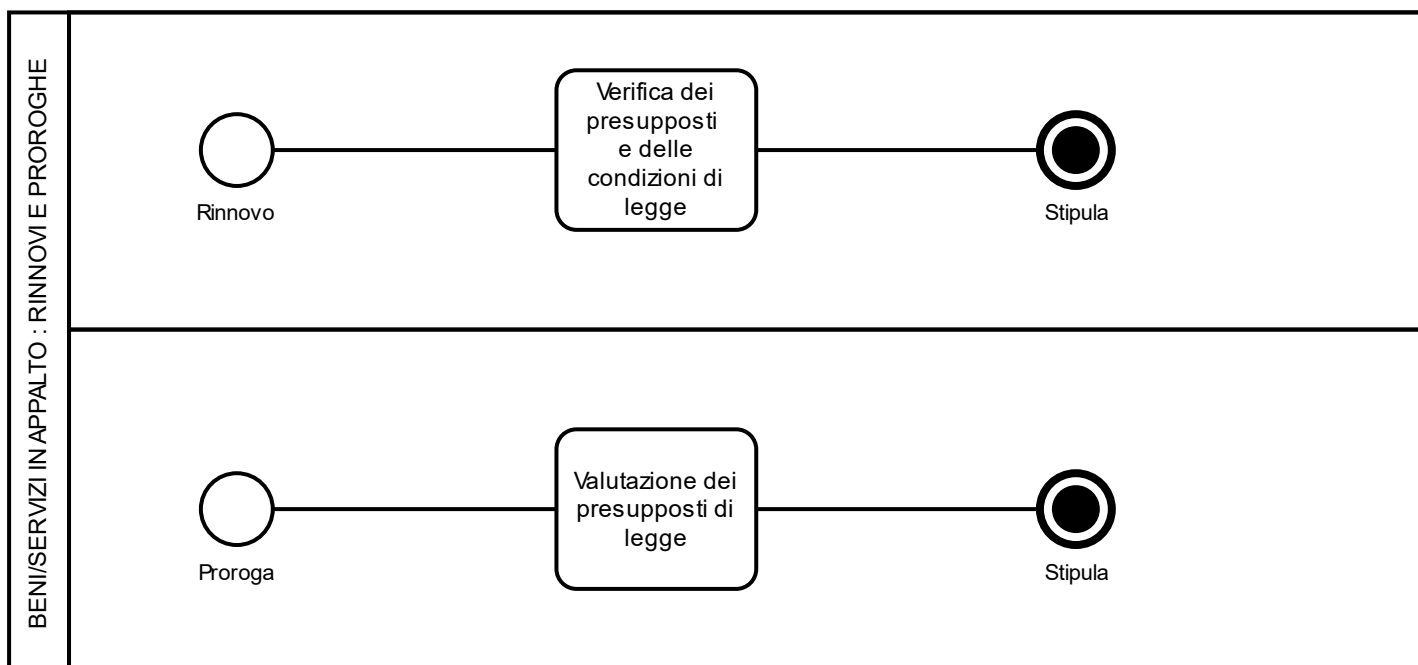 BENI/SERVIZI IN APPALTO : RINNOVI E PROROGHE
Verifica dei
presupposti
e delle
condizioni di
legge
Rinnovo
Stipula
Valutazione dei
presupposti di
legge
Proroga
Stipula